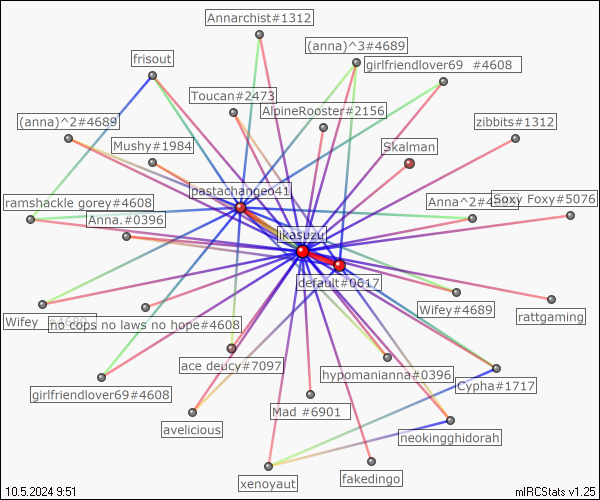 Annarchist#1312
(anna)^3#4689
frisout
girlfriendlover69 #4608
Toucan#2473
AlpineRooster#2156
(anna)^2#4689
zibbits#1312
Mushy#1984
Skalman
pastachange041
ramshackle gorey#4608
Anna^2#4
Soxy Foxy#5076
Anna.#0396
likasuzu
default#0617
Wifey#4689
rattgaming
Wifey #4689
no cops no laws no hope#4608
ace deucy#7097
hypomanianna#0396
Cypha#1717
girlfriendlover69#4608
Mad #6901
avelicious
neokingghidorah
xenoyaut
fakedingo
10.5.2024 9:51
mIRCStats v1.25